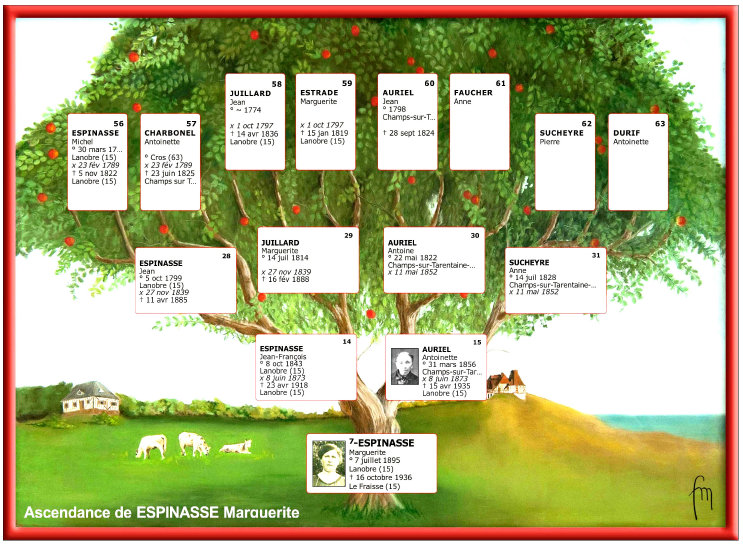 56
ESPINASSE
Michel
° 30 mars 17...
Lanobre (15)
x 23 fév 1789
† 5 nov 1822
Lanobre (15)
57
CHARBONEL
Antoinette
° Cros (63)
x 23 fév 1789
† 23 juin 1825
Champs sur T...
58
JUILLARD
Jean
° ~ 1774
x 1 oct 1797
† 14 avr 1836
Lanobre (15)
59
ESTRADE
Marguerite
x 1 oct 1797
† 15 jan 1819
Lanobre (15)
60
AURIEL
Jean
° 1798
Champs-sur-T...
† 28 sept 1824
61
FAUCHER
Anne
62
SUCHEYRE
Pierre
63
DURIF
Antoinette
28
ESPINASSE
Jean
° 5 oct 1799
Lanobre (15)
x 27 nov 1839
† 11 avr 1885
29
JUILLARD
Marguerite
° 14 juil 1814
x 27 nov 1839
† 16 fév 1888
30
AURIEL
Antoine
° 22 mai 1822
Champs-sur-Tarentaine-...
x 11 mai 1852
31
SUCHEYRE
Anne
° 14 juil 1828
Champs-sur-Tarentaine-...
x 11 mai 1852
14
ESPINASSE
Jean-François
° 8 oct 1843
Lanobre (15)
x 8 juin 1873
† 23 avr 1918
Lanobre (15)
15
AURIEL
Antoinette
° 31 mars 1856
Champs-sur-Tar...
x 8 juin 1873
† 15 avr 1935
Lanobre (15)
7-ESPINASSE
Marguerite
° 7 juillet 1895
Lanobre (15)
† 16 octobre 1936
Le Fraisse (15)
fm
Ascendance de ESPINASSE Marguerite